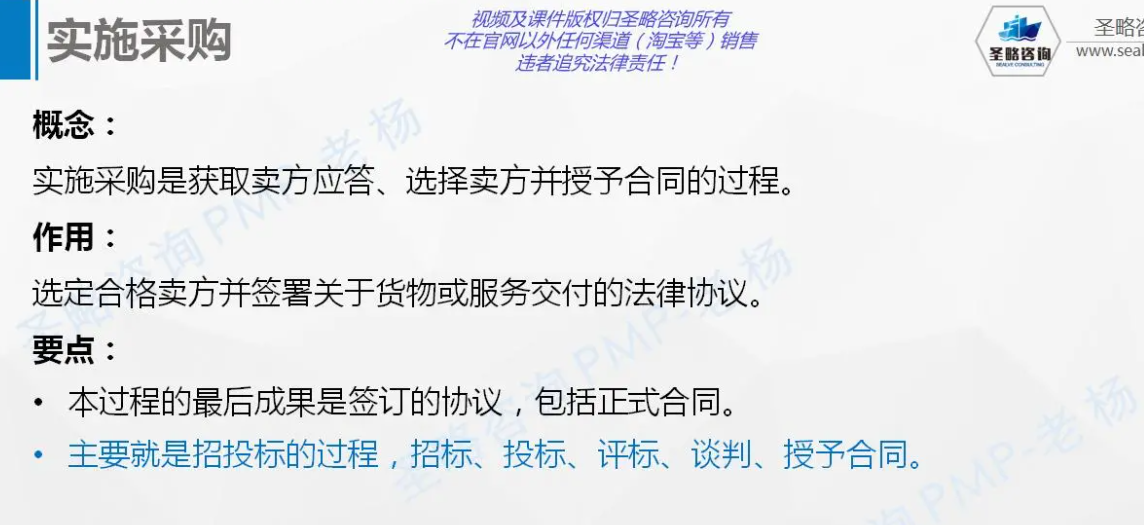 实施采购
视频及课件版权归圣略咨询所有
不在官网以外任何渠道（淘宝等）销售
违者追究法律责任！
圣略咨询
SEALVE CONSULTING
圣略
www.seal
概念：
实施采购是获取卖方应答、选择卖方并授予合同的过程。
作用：
选定合格卖方并签署关于货物或服务交付的法律协议。
要点：
• 本过程的最后成果是签订的协议，包括正式合同。
• 主要就是招投标的过程，招标、投标、评标、谈判、授予合同。
圣略咨询PMP-老杨
圣略咨询PMP-老杨
询PMP-老杨